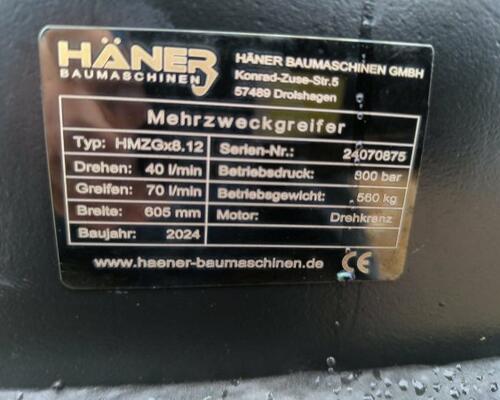 HÄNER
BAUMASCHINEN
HÄNER BAUMASCHINEN GMBH
Konrad-Zuse-Str.5
57489 Drolshagen
Mehrzweckgreifer
Typ: HMZGx8.12 Serien-Nr.: 24070875
Drehen: 40 l/min Betriebsdruck: 300 bar
Greifen: 70 l/min Betriebsgewicht: 560 kg
Breite: 605 mm Motor: Drehkranz
Baujahr: 2024
www.haener-baumaschinen.de CE